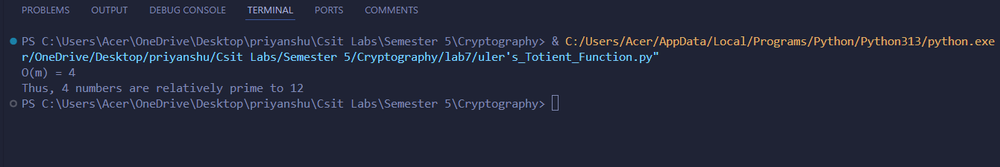 PROBLEMS OUTPUT DEBUG CONSOLE TERMINAL PORTS COMMENTS
PS C:\Users\Acer\OneDrive\Desktop\priyanshu\Csit Labs\Semester 5\Cryptography> & C:/Users/Acer/AppData/Local/Programs/Python/Python313/python.exe
r/OneDrive/Desktop/priyanshu/Csit Labs/Semester 5/Cryptography/lab7/uler's_Totient_Function.py"
O(m) = 4
Thus, 4 numbers are relatively prime to 12
PS C:\Users\Acer\OneDrive\Desktop\priyanshu\Csit Labs\Semester 5\Cryptography>